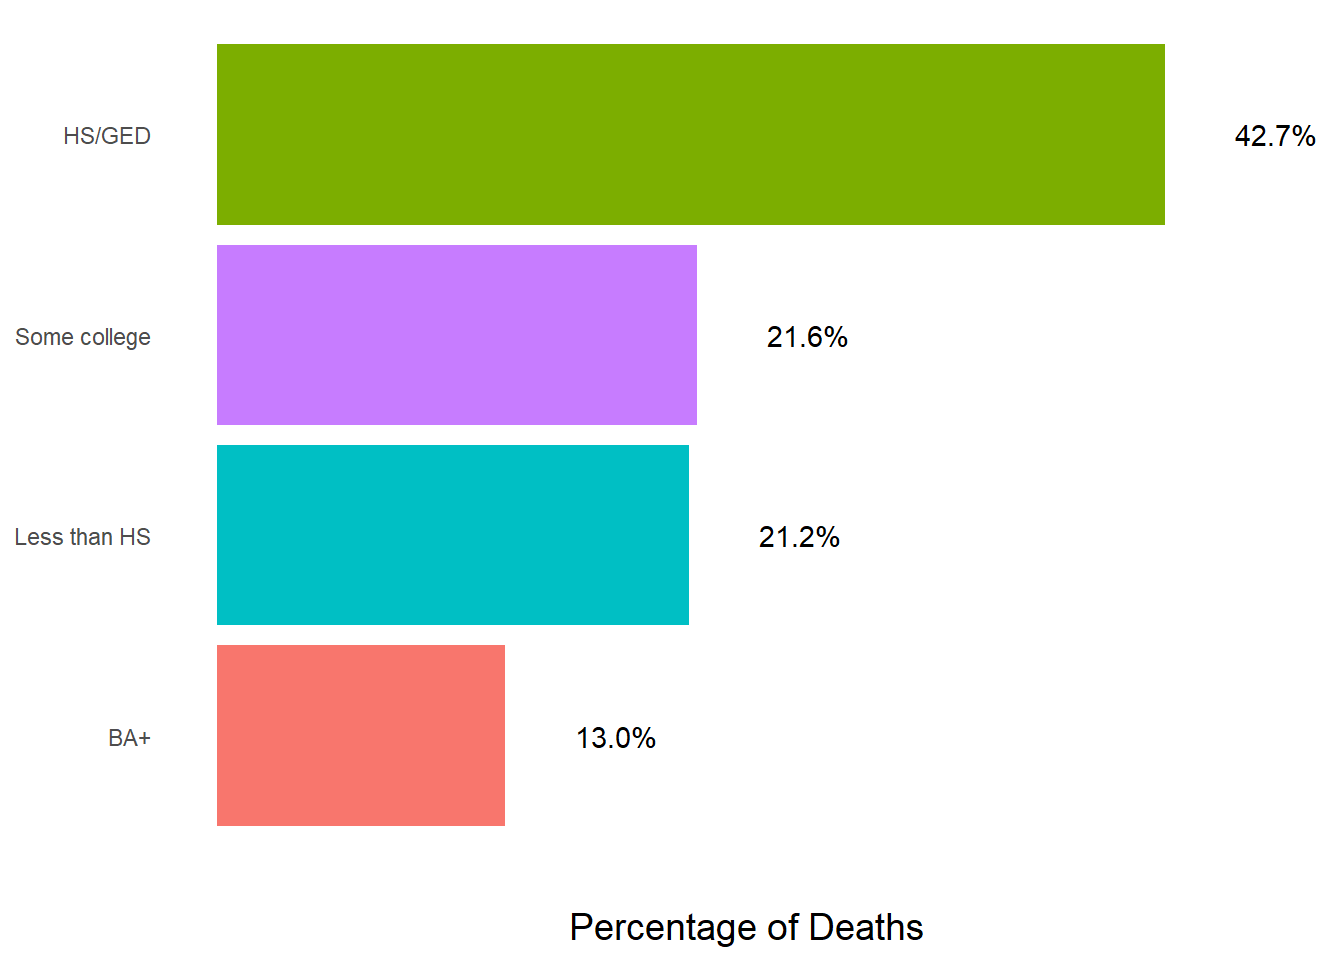 HS/GED
42.7%
Some college
21.6%
Less than HS
21.2%
BA+
13.0%
Percentage of Deaths